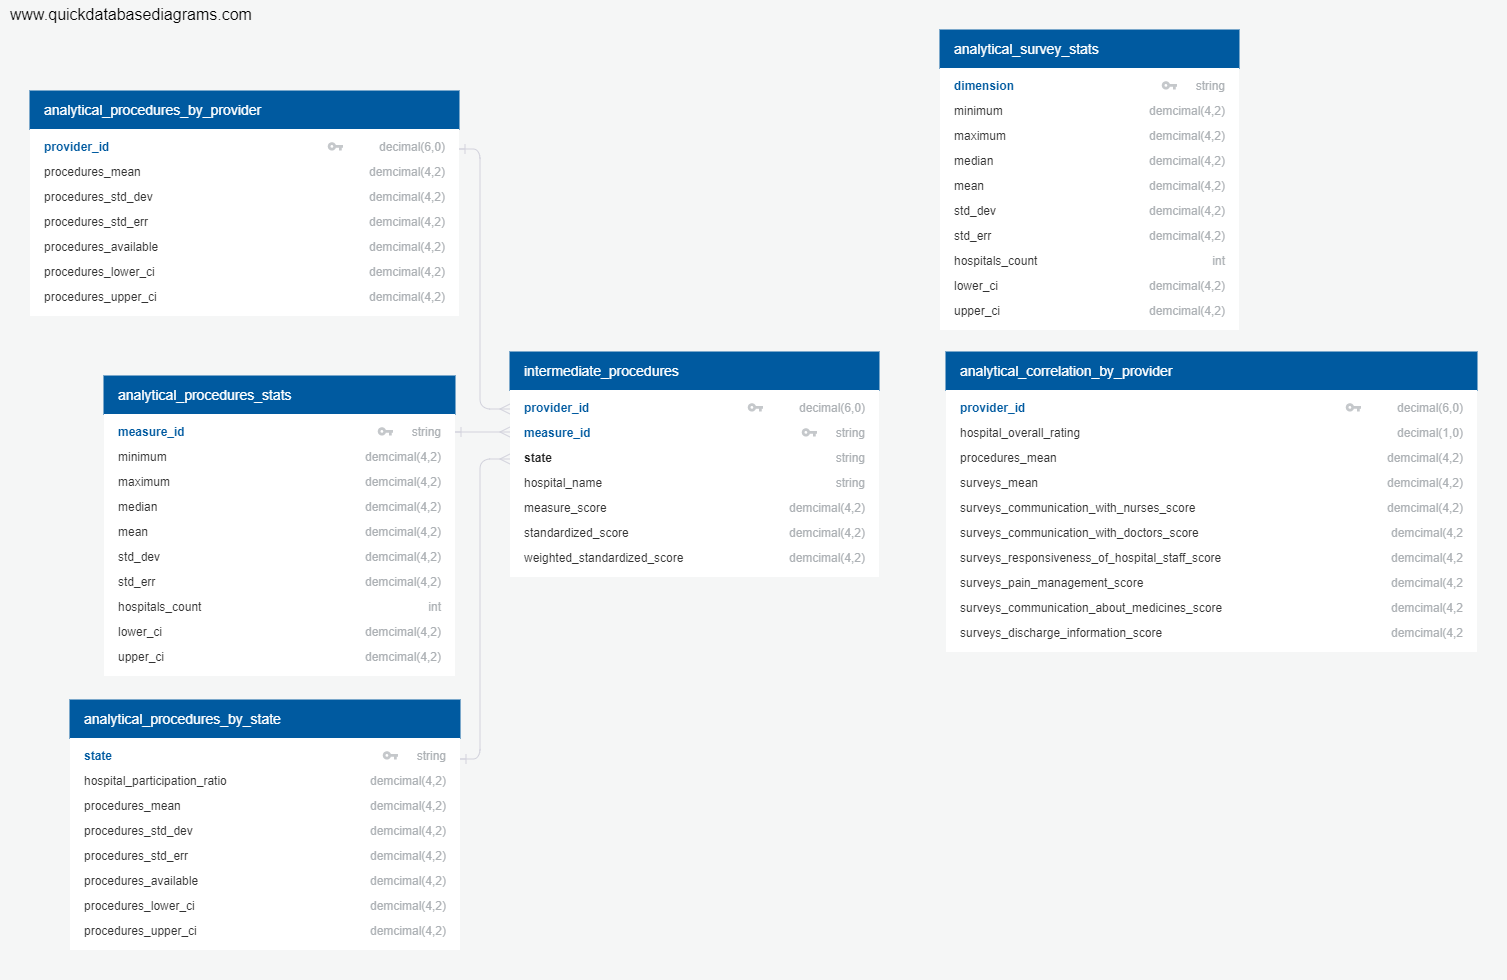 www.quickdatabasediagrams.com
analytical_procedures_by_provider
provider_id decimal(6,0)
procedures_mean demcimal(4,2)
procedures_std_dev demcimal(4,2)
procedures_std_err demcimal(4,2)
procedures_available demcimal(4,2)
procedures_lower_ci demcimal(4,2)
procedures_upper_ci demcimal(4,2)
analytical_procedures_stats
measure_id string
minimum demcimal(4,2)
maximum demcimal(4,2)
median demcimal(4,2)
mean demcimal(4,2)
std_dev demcimal(4,2)
std_err demcimal(4,2)
hospitals_count int
lower_ci demcimal(4,2)
upper_ci demcimal(4,2)
analytical_procedures_by_state
state string
hospital_participation_ratio demcimal(4,2)
procedures_mean demcimal(4,2)
procedures_std_dev demcimal(4,2)
procedures_std_err demcimal(4,2)
procedures_available demcimal(4,2)
procedures_lower_ci demcimal(4,2)
procedures_upper_ci demcimal(4,2)
intermediate_procedures
provider_id decimal(6,0)
measure_id string
state string
hospital_name string
measure_score demcimal(4,2)
standardized_score demcimal(4,2)
weighted_standardized_score demcimal(4,2)
analytical_survey_stats
dimension string
minimum demcimal(4,2)
maximum demcimal(4,2)
median demcimal(4,2)
mean demcimal(4,2)
std_dev demcimal(4,2)
std_err demcimal(4,2)
hospitals_count int
lower_ci demcimal(4,2)
upper_ci demcimal(4,2)
analytical_correlation_by_provider
provider_id decimal(6,0)
hospital_overall_rating decimal(1,0)
procedures_mean demcimal(4,2)
surveys_mean demcimal(4,2)
surveys_communication_with_nurses_score demcimal(4,2)
surveys_communication_with_doctors_score demcimal(4,2
surveys_responsiveness_of_hospital_staff_score demcimal(4,2
surveys_pain_management_score demcimal(4,2
surveys_communication_about_medicines_score demcimal(4,2
surveys_discharge_information_score demcimal(4,2